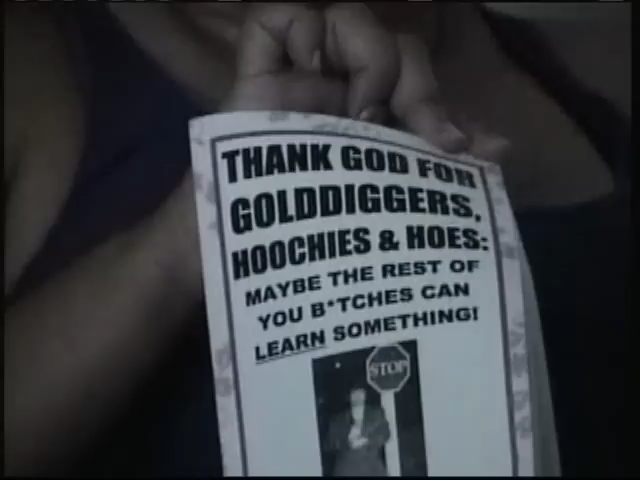 THANK GOD FOR
GOLDDIGGERS,
HOOCHIES & HOES:
MAYBE THE REST OF
YOU B*TCHES CAN
LEARN SOMETHING!
STOP